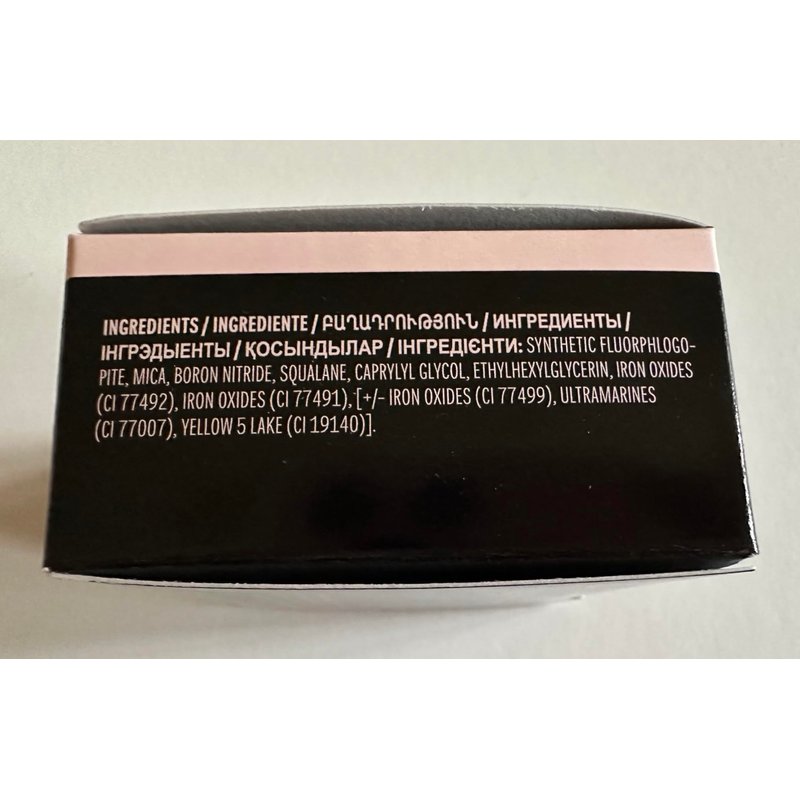 INGREDIENTS / INGREDIENTE / ԲԱՂԱԴՐՈՒԹՅՈՒՆ / ИНГРЕДИЕНТЫ /
ІНГРЭДЫЕНТЫ / ҚОСЫНДЫЛАР / ІНГРЕДІЄНТИ: SYNTHETIC FLUORPHLOGO-
PITE, MICA, BORON NITRIDE, SQUALANE, CAPRYLYL GLYCOL, ETHYLHEXYLGLYCERIN, IRON OXIDES
(CI 77492), IRON OXIDES (CI 77491), [+/- IRON OXIDES (CI 77499), ULTRAMARINES
(CI 77007), YELLOW 5 LAKE (CI 19140)].